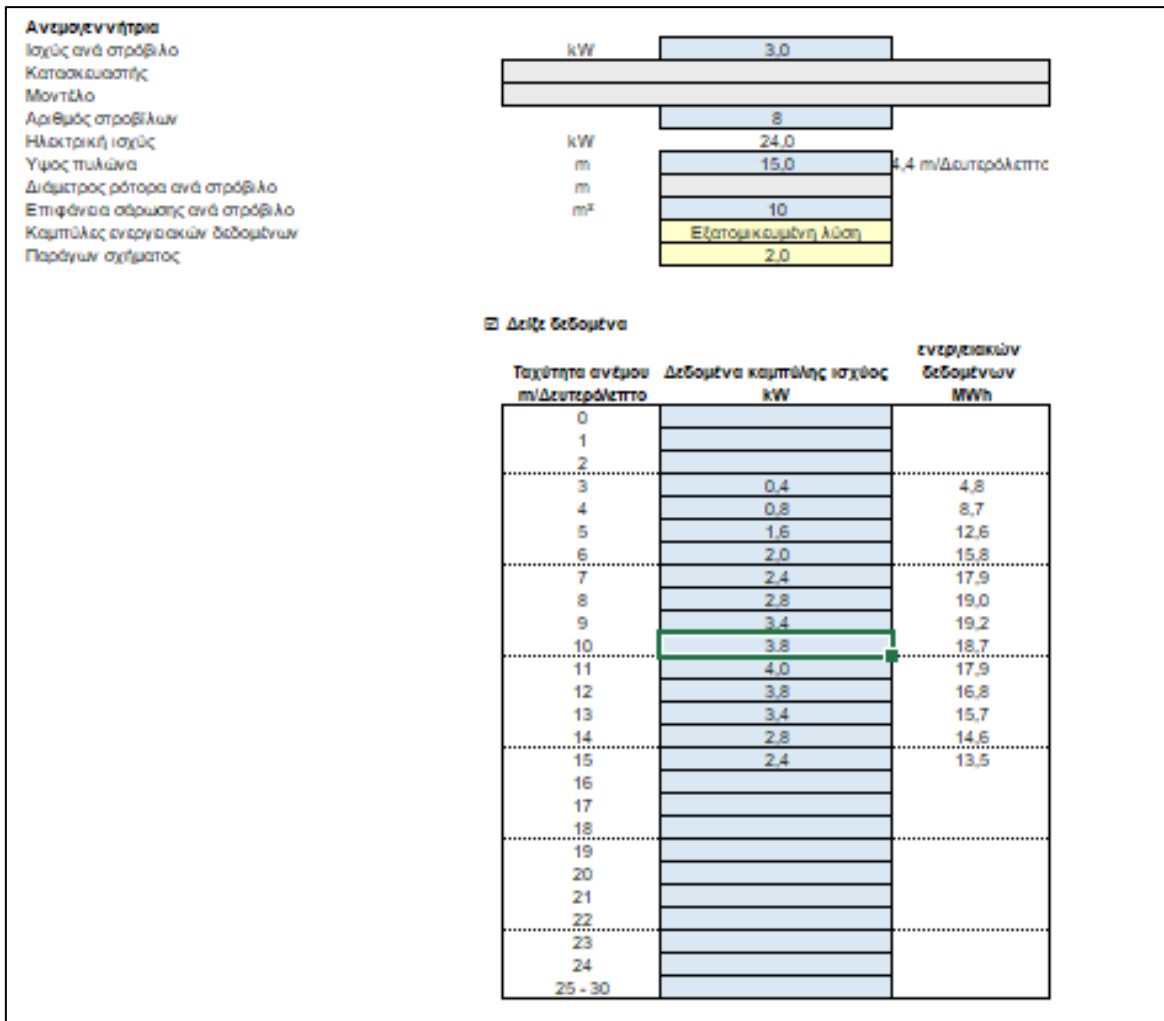 Ανεμογεννήτρια
Ισχύς ανά στρόβιλο kW 3,0
Κατασκευαστής
Μοντέλο
Αριθμός στροβίλων 8
Ηλεκτρική ισχύς kW 24,0
Υψος πυλώνα m 15,0 4,4 m/Δευτερόλεπτο
Διάμετρος ρότορα ανά στρόβιλο m
Επιφάνεια σάρωσης ανά στρόβιλο m² 10
Καμπύλες ενεργειακών δεδομένων Εξατομικευμένη λύση
Παράγων σχήματος 2,0
☑ Δείξε δεδομένα
ενεργειακών
Ταχύτητα ανέμου Δεδομένα καμπύλης ισχύος δεδομένων
m/Δευτερόλεπτο kW MWh
0
1
2
3 0,4 4,8
4 0,8 8,7
5 1,6 12,6
6 2,0 15,8
7 2,4 17,9
8 2,8 19,0
9 3,4 19,2
10 3,8 18,7
11 4,0 17,9
12 3,8 16,8
13 3,4 15,7
14 2,8 14,6
15 2,4 13,5
16
17
18
19
20
21
22
23
24
25 - 30